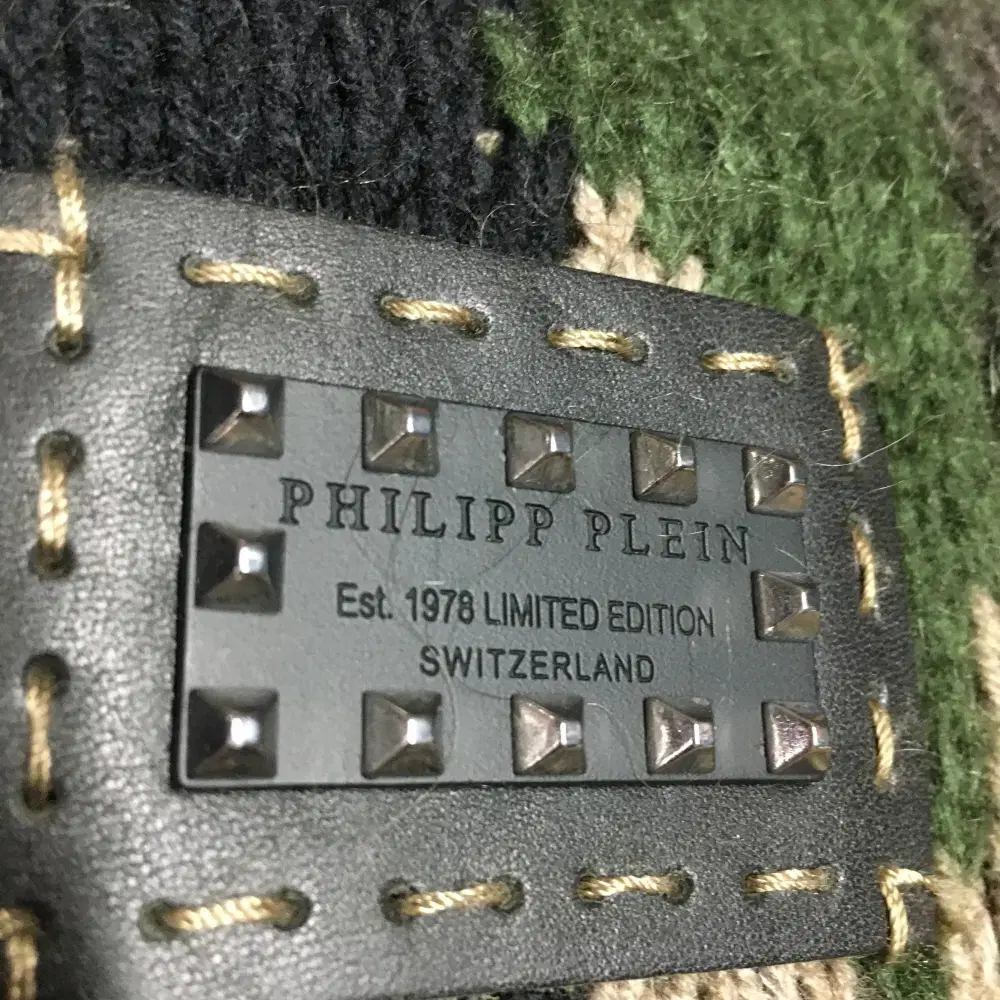 PHILIPP PLEIN
Est. 1978 LIMITED EDITION
SWITZERLAND